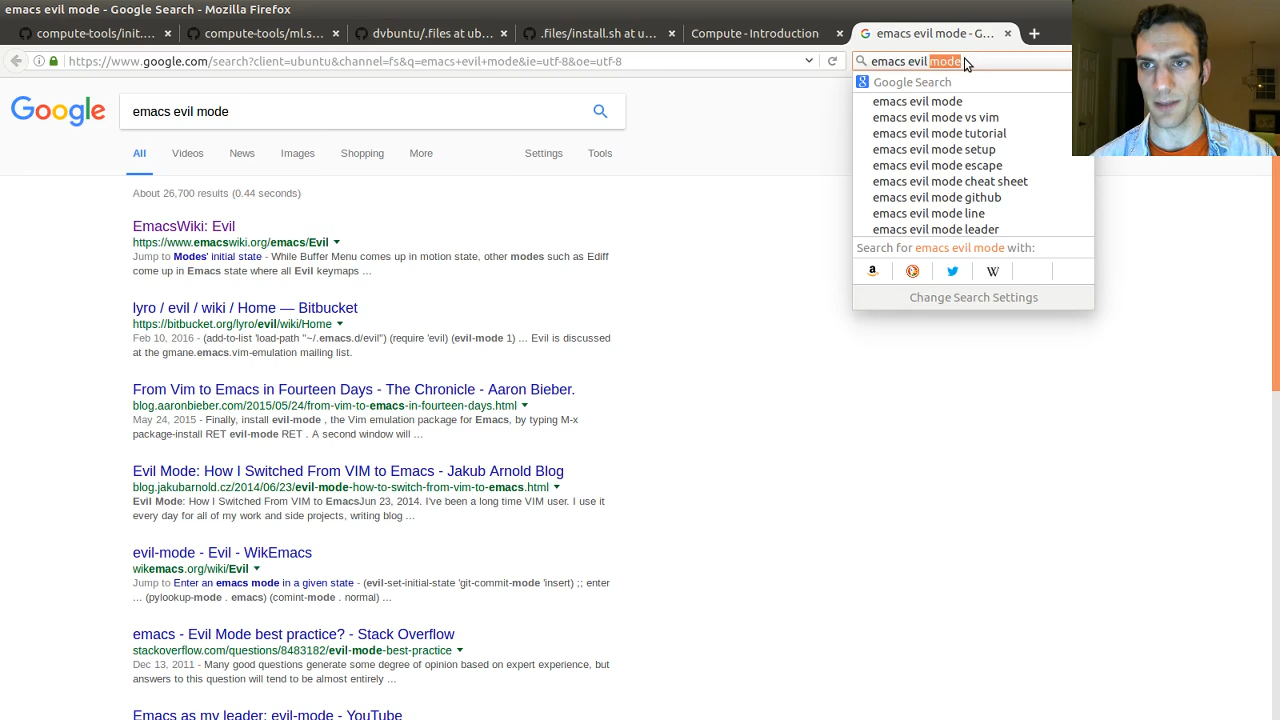 emacs evil mode - Google Search - Mozilla Firefox
compute-tools/init.... ×
compute-tools/ml.s... ×
dvbuntu/.files at ub... ×
.files/install.sh at u... ×
Compute - Introduction ×
emacs evil mode - G... ×
https://www.google.com/search?client=ubuntu&channel=fs&q=emacs+evil+mode&ie=utf-8&oe=utf-8
emacs evil mode
Google Search
emacs evil mode
emacs evil mode vs vim
emacs evil mode tutorial
emacs evil mode setup
emacs evil mode escape
emacs evil mode cheat sheet
emacs evil mode github
emacs evil mode line
emacs evil mode leader
Search for emacs evil mode with:
Change Search Settings
Google
emacs evil mode
All Videos News Images Shopping More Settings Tools
About 26,700 results (0.44 seconds)
EmacsWiki: Evil
https://www.emacswiki.org/emacs/Evil
Jump to Modes' initial state - While Buffer Menu comes up in motion state, other modes such as Ediff
come up in Emacs state where all Evil keymaps ...
lyro / evil / wiki / Home — Bitbucket
https://bitbucket.org/lyro/evil/wiki/Home
Feb 10, 2016 - (add-to-list 'load-path "~/.emacs.d/evil") (require 'evil) (evil-mode 1) ... Evil is discussed
at the gmane.emacs.vim-emulation mailing list.
From Vim to Emacs in Fourteen Days - The Chronicle - Aaron Bieber.
blog.aaronbieber.com/2015/05/24/from-vim-to-emacs-in-fourteen-days.html
May 24, 2015 - Finally, install evil-mode , the Vim emulation package for Emacs, by typing M-x
package-install RET evil-mode RET . A second window will ...
Evil Mode: How I Switched From VIM to Emacs - Jakub Arnold Blog
blog.jakubarnold.cz/2014/06/23/evil-mode-how-to-switch-from-vim-to-emacs.html
Evil Mode: How I Switched From VIM to EmacsJun 23, 2014. I've been a long time VIM user. I use it
every day for all of my work and side projects, writing blog ...
evil-mode - Evil - WikEmacs
wikemacs.org/wiki/Evil
Jump to Enter an emacs mode in a given state - (evil-set-initial-state 'git-commit-mode 'insert) ;; enter
... (pylookup-mode . emacs) (comint-mode . normal) ...
emacs - Evil Mode best practice? - Stack Overflow
stackoverflow.com/questions/8483182/evil-mode-best-practice
Dec 13, 2011 - Many good questions generate some degree of opinion based on expert experience, but
answers to this question will tend to be almost entirely ...
Emacs as my leader: evil-mode - YouTube